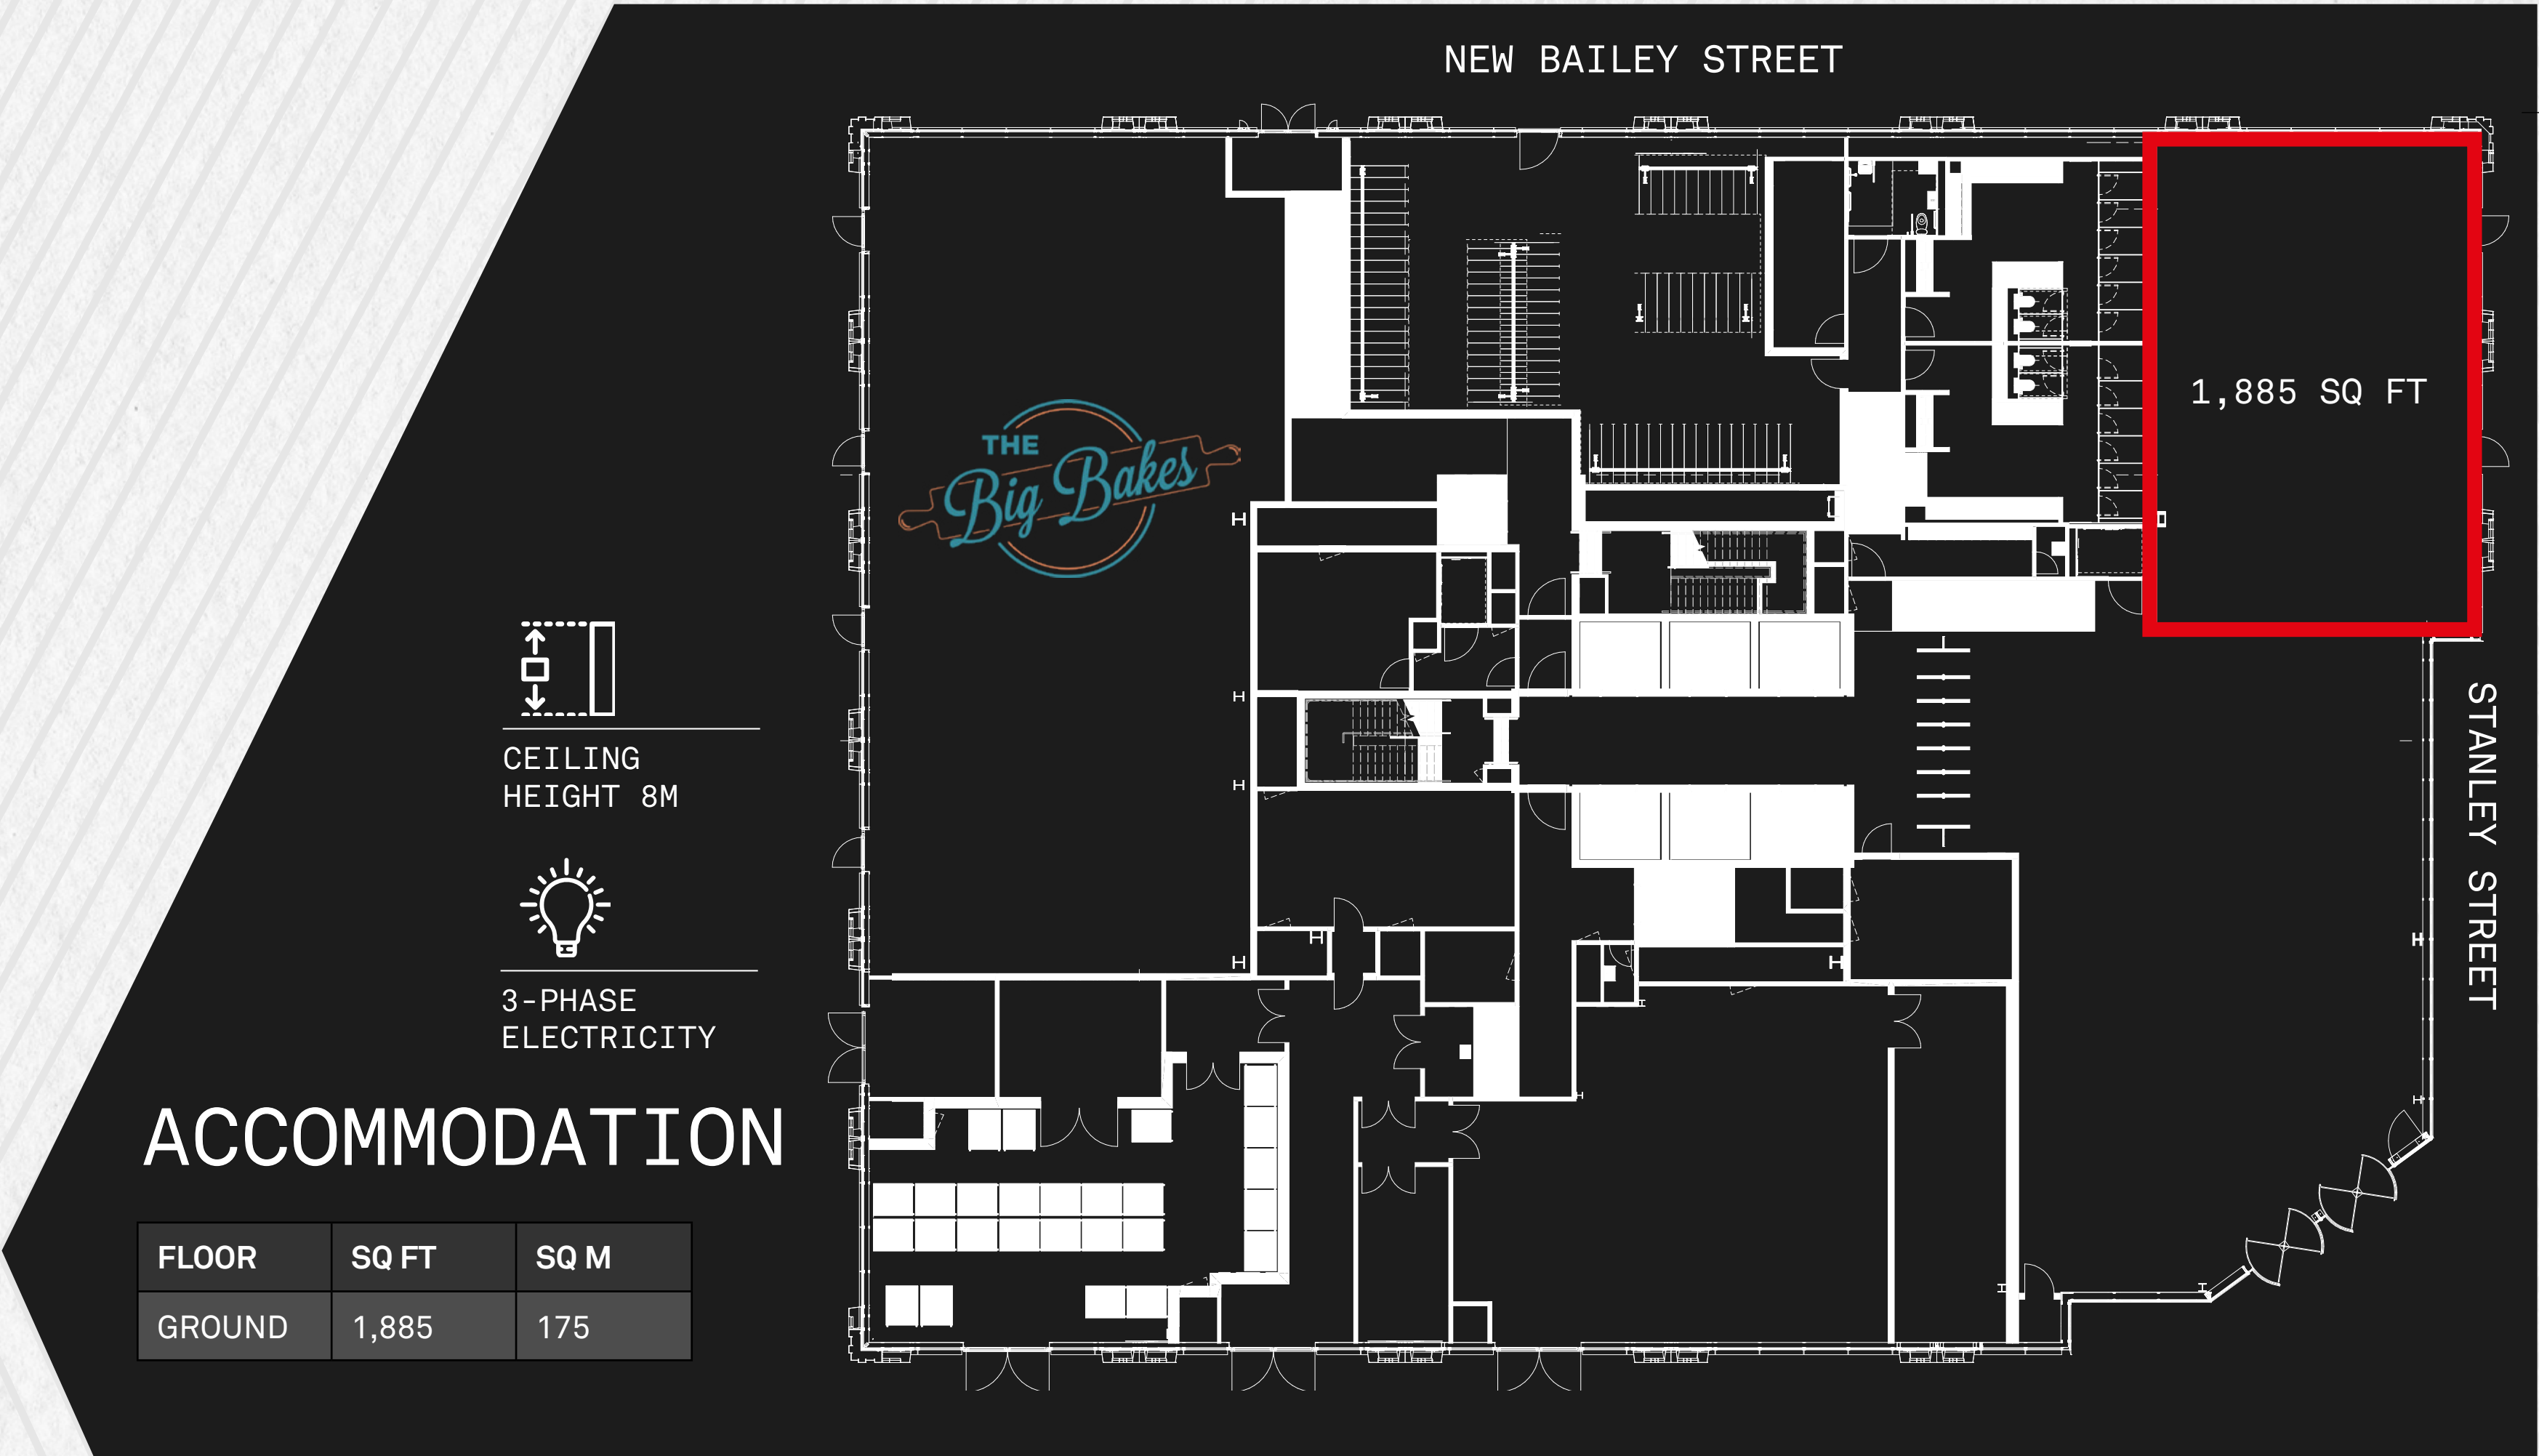 NEW BAILEY STREET
THE
Big Bakes
1,885 SQ FT
STANLEY STREET
CEILING
HEIGHT 8M
3-PHASE
ELECTRICITY
ACCOMMODATION
FLOOR SQ FT SQ M
GROUND 1,885 175